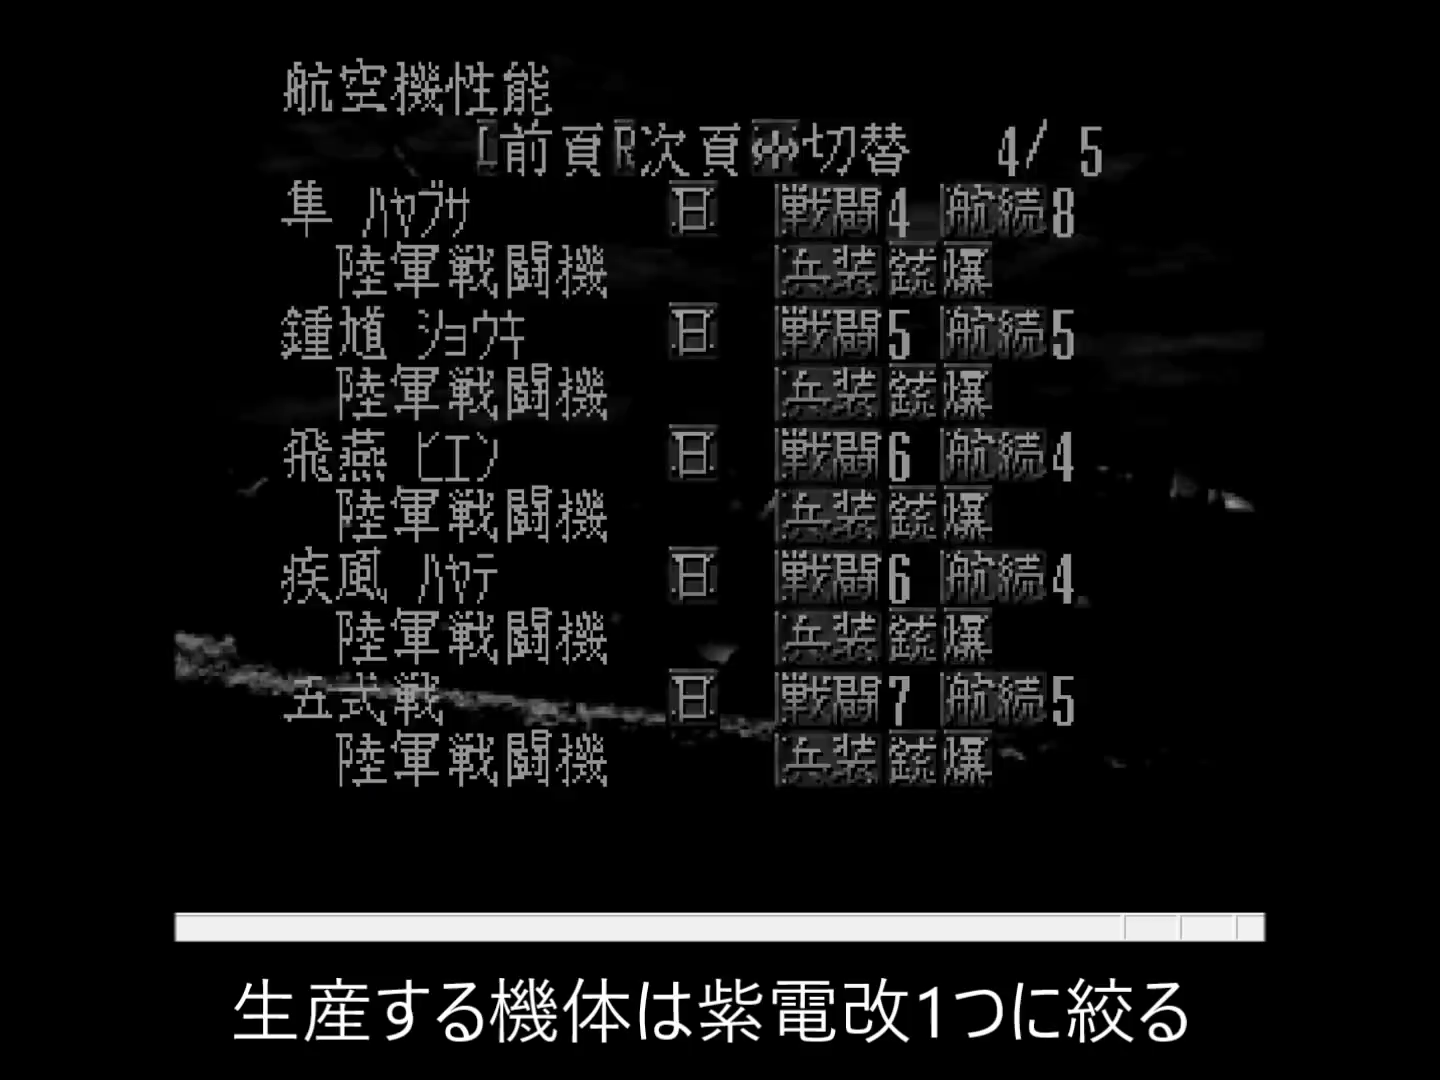 航空機性能
L前頁R次頁✥切替 4/ 5
隼 ﾊﾔﾌﾞｻ 日 戦闘4 航続8
陸軍戦闘機 兵装銃爆
鍾馗 ｼｮｳｷ 日 戦闘5 航続5
陸軍戦闘機 兵装銃爆
飛燕 ﾋｴﾝ 日 戦闘6 航続4
陸軍戦闘機 兵装銃爆
疾風 ﾊﾔﾃ 日 戦闘6 航続4
陸軍戦闘機 兵装銃爆
五式戦 日 戦闘7 航続5
陸軍戦闘機 兵装銃爆
生産する機体は紫電改1つに絞る